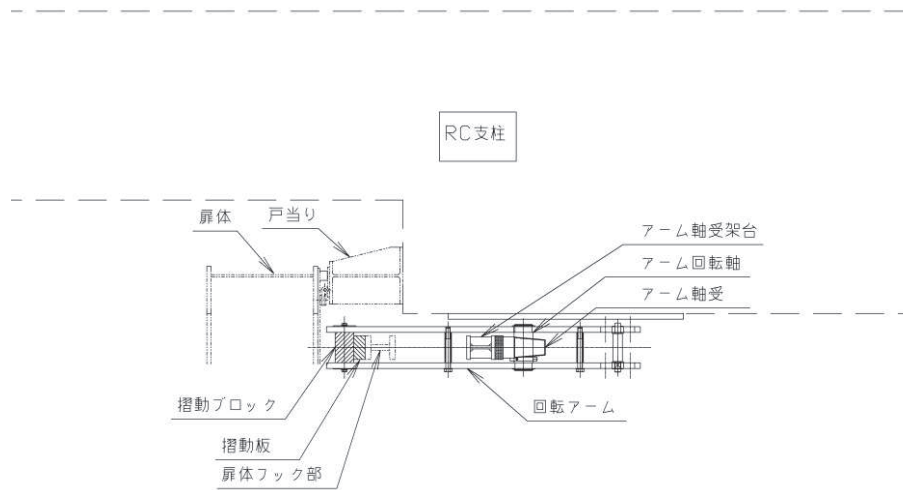 RC支柱
扉体
戸当り
アーム軸受架台
アーム回転軸
アーム軸受
摺動ブロック
回転アーム
摺動板
扉体フック部